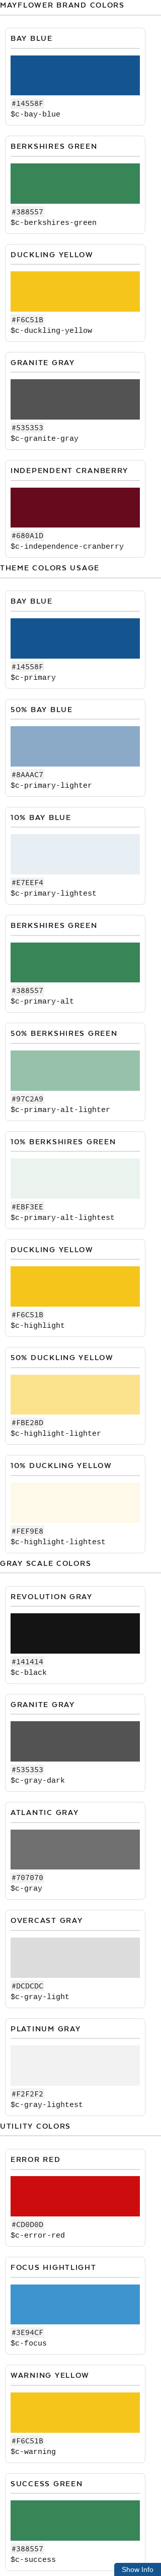 MAYFLOWER BRAND COLORS
BAY BLUE
#14558F
$c-bay-blue
BERKSHIRES GREEN
#388557
$c-berkshires-green
DUCKLING YELLOW
#F6C51B
$c-duckling-yellow
GRANITE GRAY
#535353
$c-granite-gray
INDEPENDENT CRANBERRY
#680A1D
$c-independence-cranberry
THEME COLORS USAGE
BAY BLUE
#14558F
$c-primary
50% BAY BLUE
#8AAAC7
$c-primary-lighter
10% BAY BLUE
#E7EEF4
$c-primary-lightest
BERKSHIRES GREEN
#388557
$c-primary-alt
50% BERKSHIRES GREEN
#97C2A9
$c-primary-alt-lighter
10% BERKSHIRES GREEN
#EBF3EE
$c-primary-alt-lightest
DUCKLING YELLOW
#F6C51B
$c-highlight
50% DUCKLING YELLOW
#FBE28D
$c-highlight-lighter
10% DUCKLING YELLOW
#FEF9E8
$c-highlight-lightest
GRAY SCALE COLORS
REVOLUTION GRAY
#141414
$c-black
GRANITE GRAY
#535353
$c-gray-dark
ATLANTIC GRAY
#707070
$c-gray
OVERCAST GRAY
#DCDCDC
$c-gray-light
PLATINUM GRAY
#F2F2F2
$c-gray-lightest
UTILITY COLORS
ERROR RED
#CD0D0D
$c-error-red
FOCUS HIGHTLIGHT
#3E94CF
$c-focus
WARNING YELLOW
#F6C51B
$c-warning
SUCCESS GREEN
#388557
$c-success
Show Info